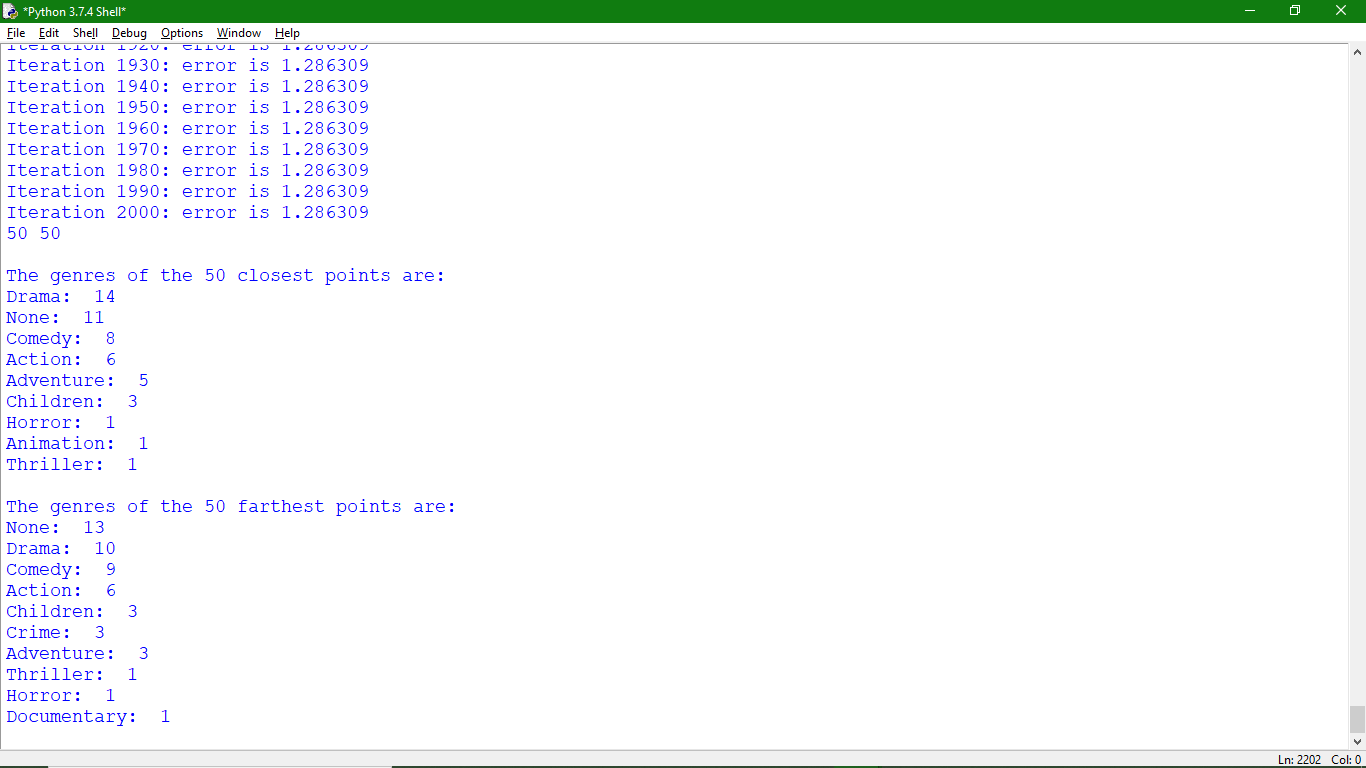 *Python 3.7.4 Shell*
File Edit Shell Debug Options Window Help
Iteration 1920: error is 1.286309
Iteration 1930: error is 1.286309
Iteration 1940: error is 1.286309
Iteration 1950: error is 1.286309
Iteration 1960: error is 1.286309
Iteration 1970: error is 1.286309
Iteration 1980: error is 1.286309
Iteration 1990: error is 1.286309
Iteration 2000: error is 1.286309
50 50
The genres of the 50 closest points are:
Drama:  14
None:  11
Comedy:  8
Action:  6
Adventure:  5
Children:  3
Horror:  1
Animation:  1
Thriller:  1
The genres of the 50 farthest points are:
None:  13
Drama:  10
Comedy:  9
Action:  6
Children:  3
Crime:  3
Adventure:  3
Thriller:  1
Horror:  1
Documentary:  1
Ln: 2202 Col: 0